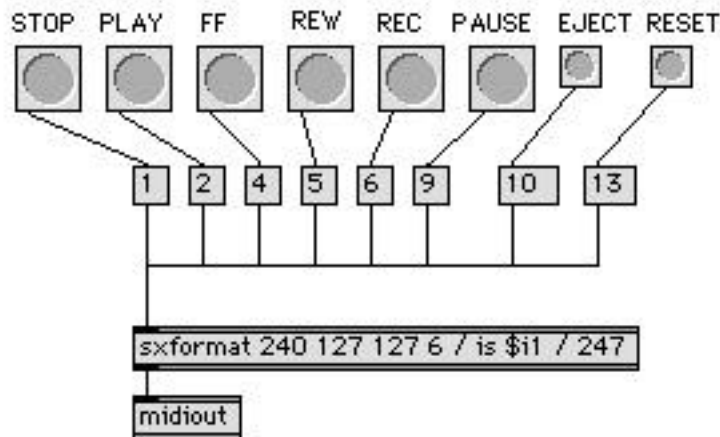 STOP PLAY FF REW REC PAUSE EJECT RESET
1 2 4 5 6 9 10 13
sxformat 240 127 127 6 / is $i1 / 247
midiout